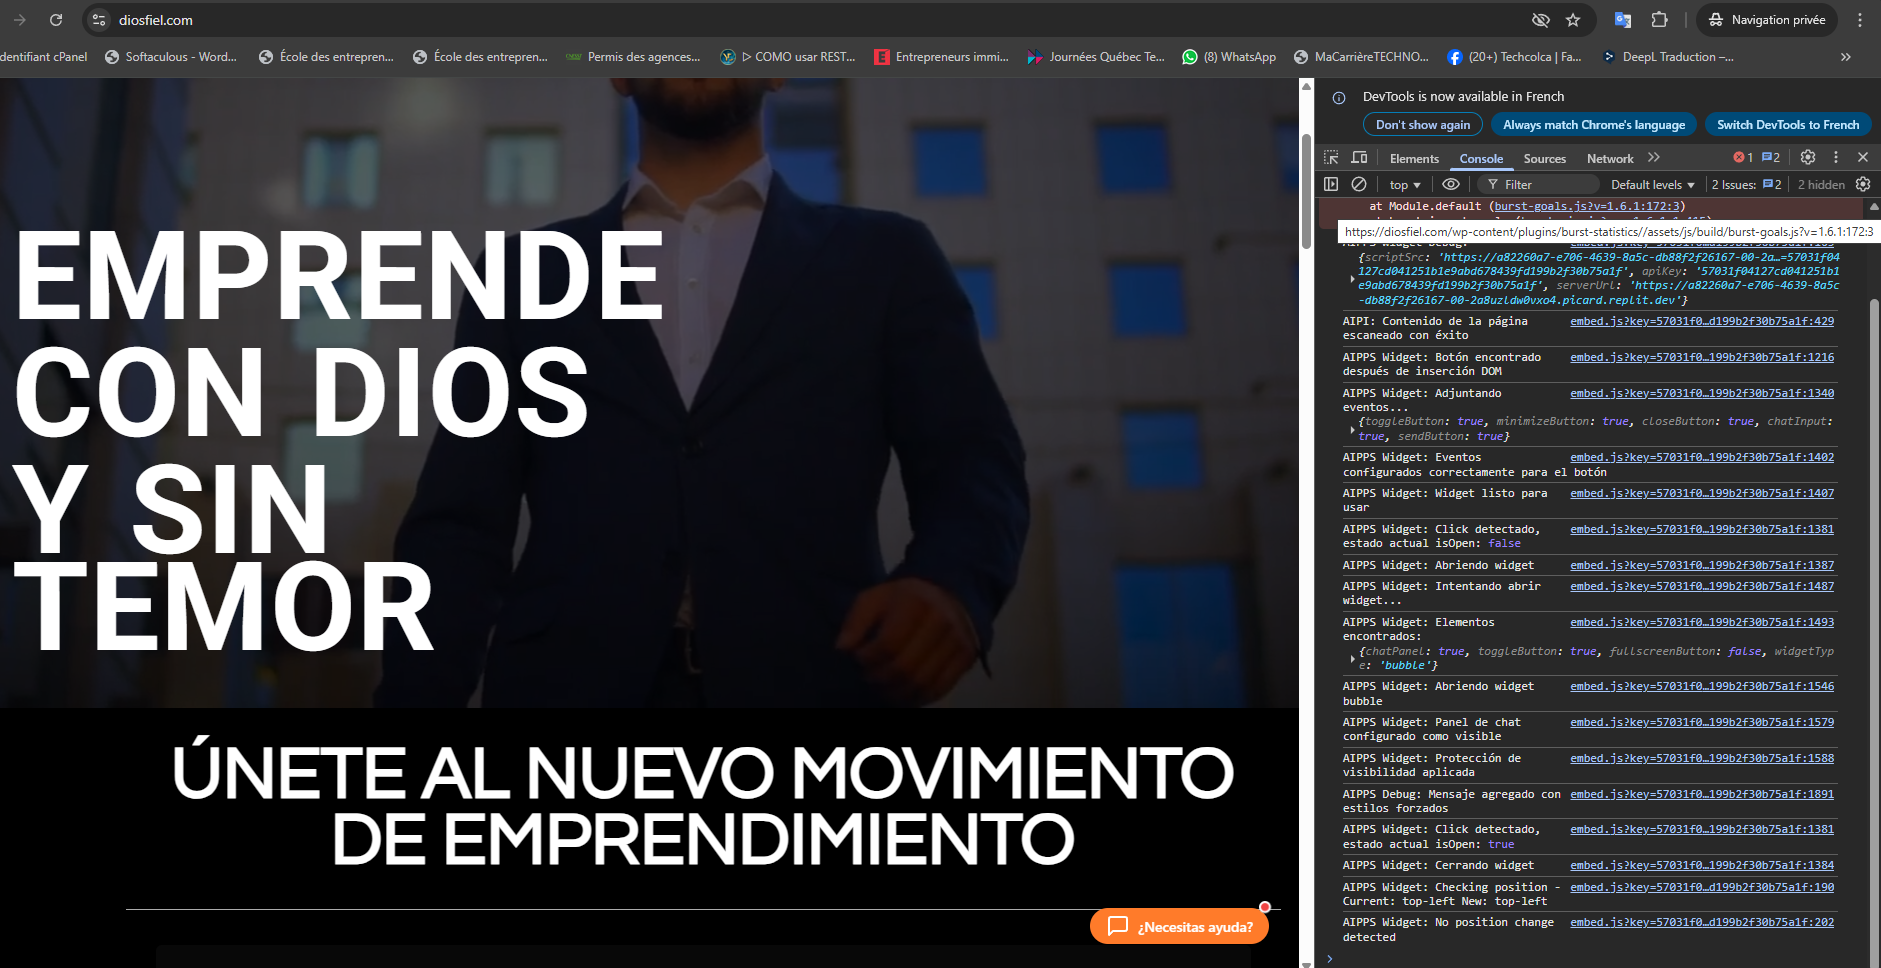 diosfiel.com
Navigation privée
dentifiant cPanel
Softaculous - Word...
École des entrepren...
École des entrepren...
Permis des agences...
▷ COMO usar REST...
Entrepreneurs immi...
Journées Québec Te...
(8) WhatsApp
MaCarrièreTECHNO...
(20+) Techcolca | Fa...
DeepL Traduction –...
»
EMPRENDE
CON DIOS
Y SIN
TEMOR
ÚNETE AL NUEVO MOVIMIENTO
DE EMPRENDIMIENTO
¿Necesitas ayuda?
DevTools is now available in French
Don't show again
Always match Chrome's language
Switch DevTools to French
Elements
Console
Sources
Network
1
2
top
Filter
Default levels
2 Issues:
2
2 hidden
at Module.default (burst-goals.js?v=1.6.1:172:3)
https://diosfiel.com/wp-content/plugins/burst-statistics//assets/js/build/burst-goals.js?v=1.6.1:172:3
{scriptSrc: 'https://a82260a7-e706-4639-8a5c-db88f2f26167-00-2a…=57031f04
127cd041251b1e9abd678439fd199b2f30b75a1f', apiKey: '57031f04127cd041251b1
e9abd678439fd199b2f30b75a1f', serverUrl: 'https://a82260a7-e706-4639-8a5c
-db88f2f26167-00-2a8uzldw0vxo4.picard.replit.dev'}
AIPI: Contenido de la página embed.js?key=57031f0…d199b2f30b75a1f:429
escaneado con éxito
AIPPS Widget: Botón encontrado embed.js?key=57031f0…199b2f30b75a1f:1216
después de inserción DOM
AIPPS Widget: Adjuntando embed.js?key=57031f0…199b2f30b75a1f:1340
eventos...
{toggleButton: true, minimizeButton: true, closeButton: true, chatInput:
true, sendButton: true}
AIPPS Widget: Eventos embed.js?key=57031f0…199b2f30b75a1f:1402
configurados correctamente para el botón
AIPPS Widget: Widget listo para embed.js?key=57031f0…199b2f30b75a1f:1407
usar
AIPPS Widget: Click detectado, embed.js?key=57031f0…199b2f30b75a1f:1381
estado actual isOpen: false
AIPPS Widget: Abriendo widget embed.js?key=57031f0…199b2f30b75a1f:1387
AIPPS Widget: Intentando abrir embed.js?key=57031f0…199b2f30b75a1f:1487
widget...
AIPPS Widget: Elementos embed.js?key=57031f0…199b2f30b75a1f:1493
encontrados:
{chatPanel: true, toggleButton: true, fullscreenButton: false, widgetTyp
e: 'bubble'}
AIPPS Widget: Abriendo widget embed.js?key=57031f0…199b2f30b75a1f:1546
bubble
AIPPS Widget: Panel de chat embed.js?key=57031f0…199b2f30b75a1f:1579
configurado como visible
AIPPS Widget: Protección de embed.js?key=57031f0…199b2f30b75a1f:1588
visibilidad aplicada
AIPPS Debug: Mensaje agregado con embed.js?key=57031f0…199b2f30b75a1f:1891
estilos forzados
AIPPS Widget: Click detectado, embed.js?key=57031f0…199b2f30b75a1f:1381
estado actual isOpen: true
AIPPS Widget: Cerrando widget embed.js?key=57031f0…199b2f30b75a1f:1384
AIPPS Widget: Checking position - embed.js?key=57031f0…d199b2f30b75a1f:190
Current: top-left New: top-left
AIPPS Widget: No position change embed.js?key=57031f0…d199b2f30b75a1f:202
detected